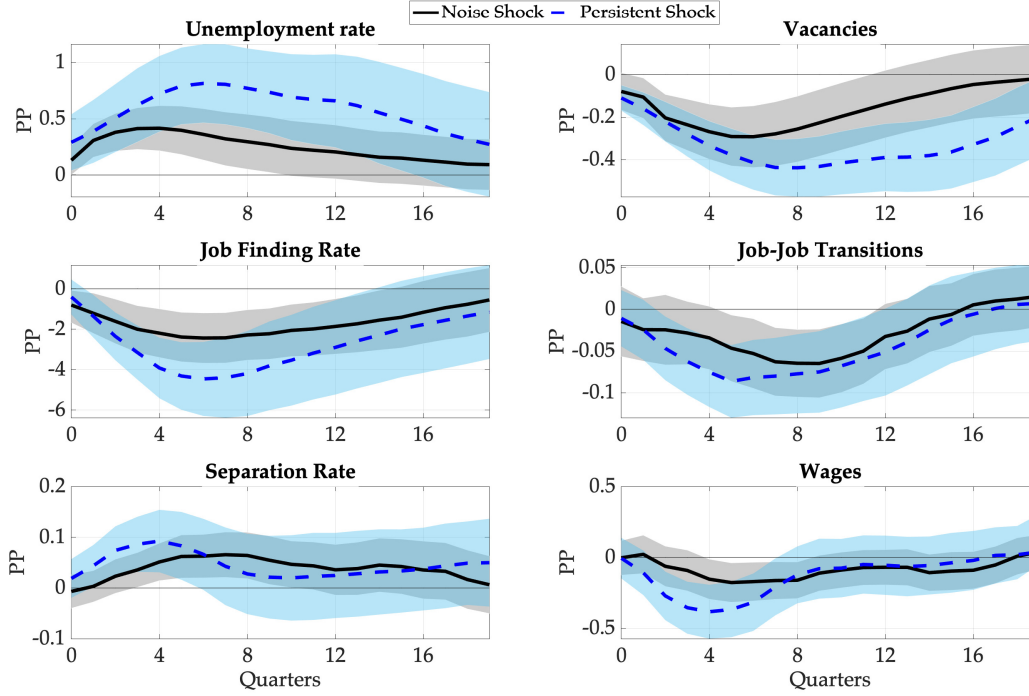 Noise Shock Persistent Shock
Unemployment rate Vacancies
PP
1
0.5
0
0 4 8 12 16
PP
0
-0.2
-0.4
0 4 8 12 16
Job Finding Rate Job-Job Transitions
PP
0
-2
-4
-6
0 4 8 12 16
PP
0.05
0
-0.05
-0.1
0 4 8 12 16
Separation Rate Wages
PP
0.2
0.1
0
-0.1
0 4 8 12 16
Quarters
PP
0.5
0
-0.5
0 4 8 12 16
Quarters